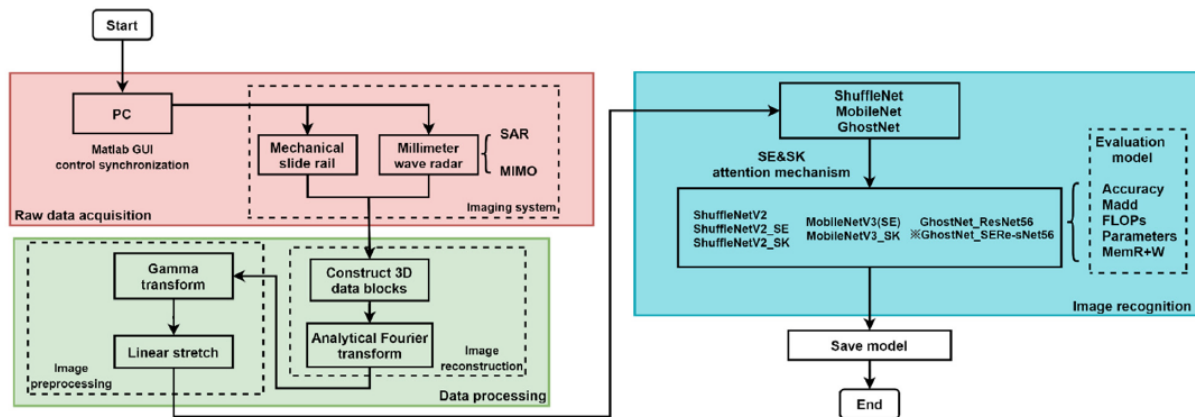 Start
PC
Matlab GUI
control synchronization
Mechanical
slide rail
Millimeter
wave radar
SAR
MIMO
Imaging system
Raw data acquisition
Gamma
transform
Linear stretch
Image
preprocessing
Construct 3D
data blocks
Analytical Fourier
transform
Image
reconstruction
Data processing
ShuffleNet
MobileNet
GhostNet
SE&SK
attention mechanism
ShuffleNetV2
ShuffleNetV2_SE
ShuffleNetV2_SK
MobileNetV3(SE)
MobileNetV3_SK
GhostNet_ResNet56
※GhostNet_SERe-sNet56
Evaluation
model
Accuracy
Madd
FLOPs
Parameters
MemR+W
Image recognition
Save model
End